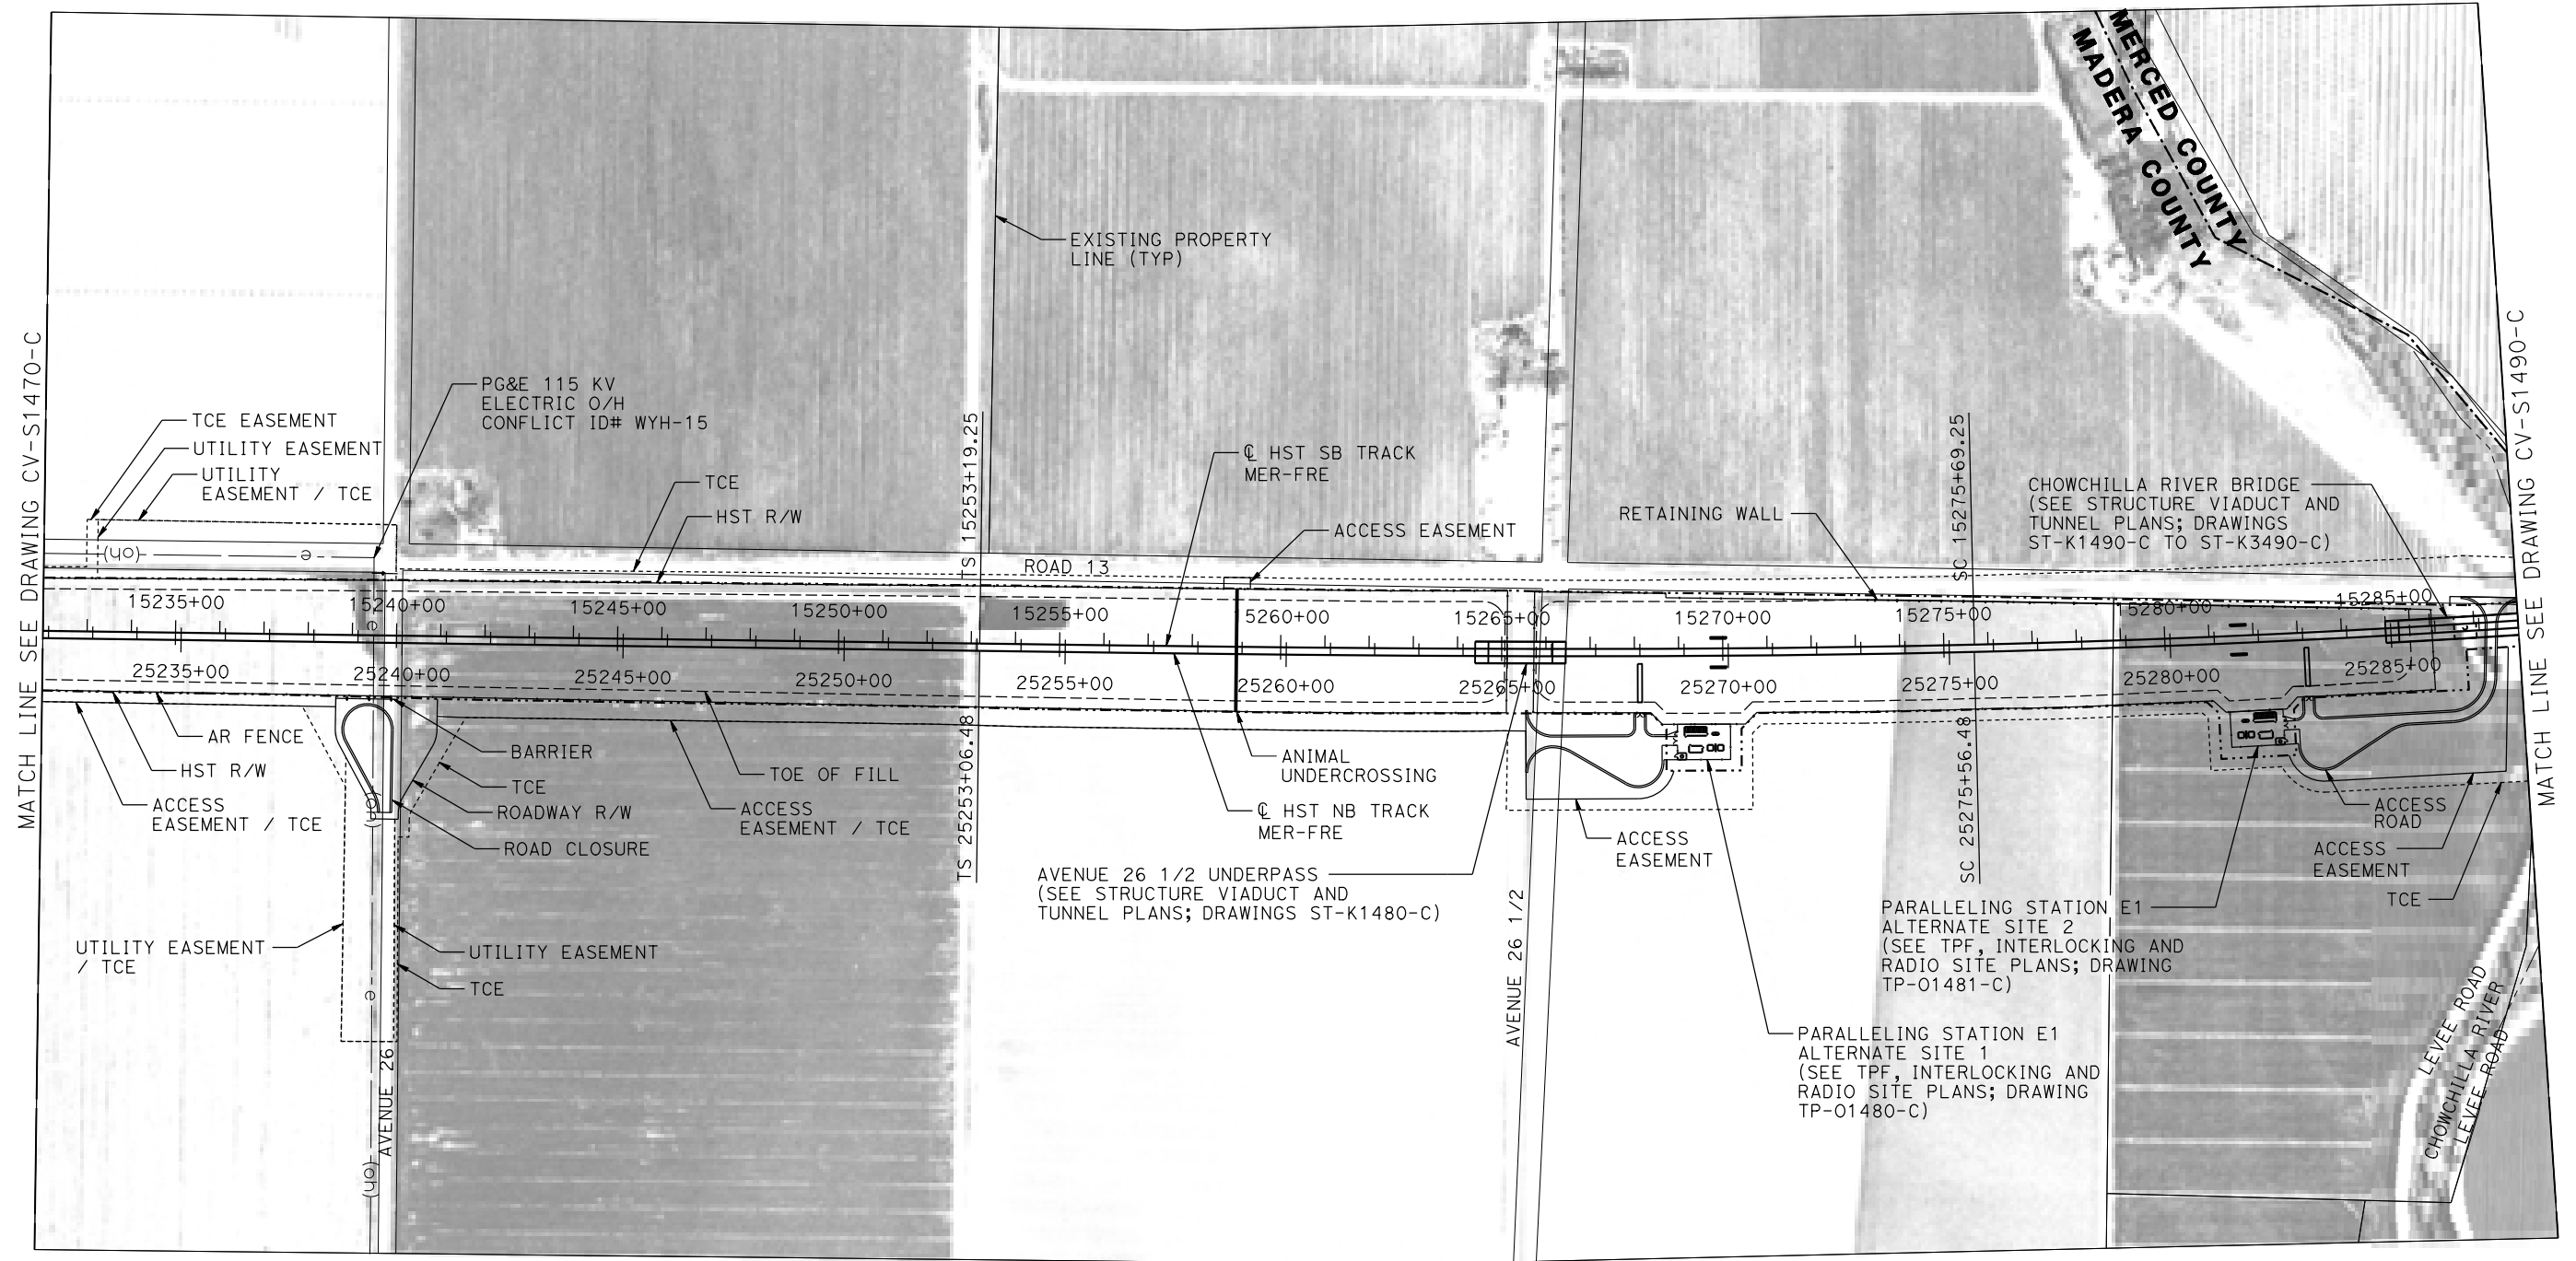 MERCED COUNTY
MADERA COUNTY
EXISTING PROPERTY
LINE (TYP)
MATCH LINE SEE DRAWING CV-S1470-C
MATCH LINE SEE DRAWING CV-S1490-C
PG&E 115 KV
ELECTRIC O/H
CONFLICT ID# WYH-15
TCE EASEMENT
UTILITY EASEMENT
UTILITY
EASEMENT / TCE
TCE
HST R/W
TS 15253+19.25
℄ HST SB TRACK
MER-FRE
ACCESS EASEMENT
RETAINING WALL
SC 15275+69.25
CHOWCHILLA RIVER BRIDGE
(SEE STRUCTURE VIADUCT AND
TUNNEL PLANS; DRAWINGS
ST-K1490-C TO ST-K3490-C)
(oh)
e
ROAD 13
15235+00
15240+00
15245+00
15250+00
15255+00
5260+00
15265+00
15270+00
15275+00
5280+00
15285+00
e
25235+00
25240+00
25245+00
25250+00
25255+00
25260+00
25265+00
25270+00
25275+00
25280+00
25285+00
AR FENCE
HST R/W
ACCESS
EASEMENT / TCE
(oh)
BARRIER
TCE
ROADWAY R/W
ROAD CLOSURE
TOE OF FILL
ACCESS
EASEMENT / TCE
TS 25253+06.48
ANIMAL
UNDERCROSSING
℄ HST NB TRACK
MER-FRE
ACCESS
EASEMENT
SC 25275+56.48
ACCESS
ROAD
ACCESS
EASEMENT
TCE
AVENUE 26 1/2 UNDERPASS
(SEE STRUCTURE VIADUCT AND
TUNNEL PLANS; DRAWINGS ST-K1480-C)
AVENUE 26 1/2
PARALLELING STATION E1
ALTERNATE SITE 2
(SEE TPF, INTERLOCKING AND
RADIO SITE PLANS; DRAWING
TP-01481-C)
UTILITY EASEMENT
/ TCE
UTILITY EASEMENT
TCE
e
AVENUE 26
(oh)
PARALLELING STATION E1
ALTERNATE SITE 1
(SEE TPF, INTERLOCKING AND
RADIO SITE PLANS; DRAWING
TP-01480-C)
LEVEE ROAD
CHOWCHILLA RIVER
LEVEE ROAD